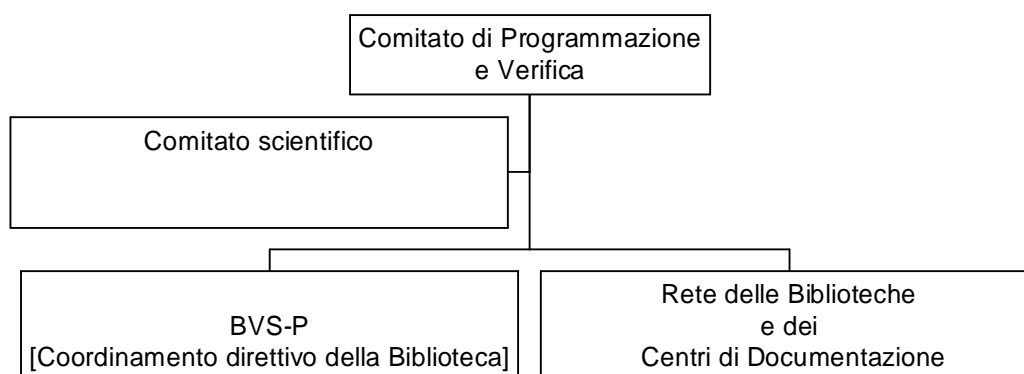 Comitato di Programmazione
e Verifica
Comitato scientifico
BVS-P
[Coordinamento direttivo della Biblioteca]
Rete delle Biblioteche
e dei
Centri di Documentazione